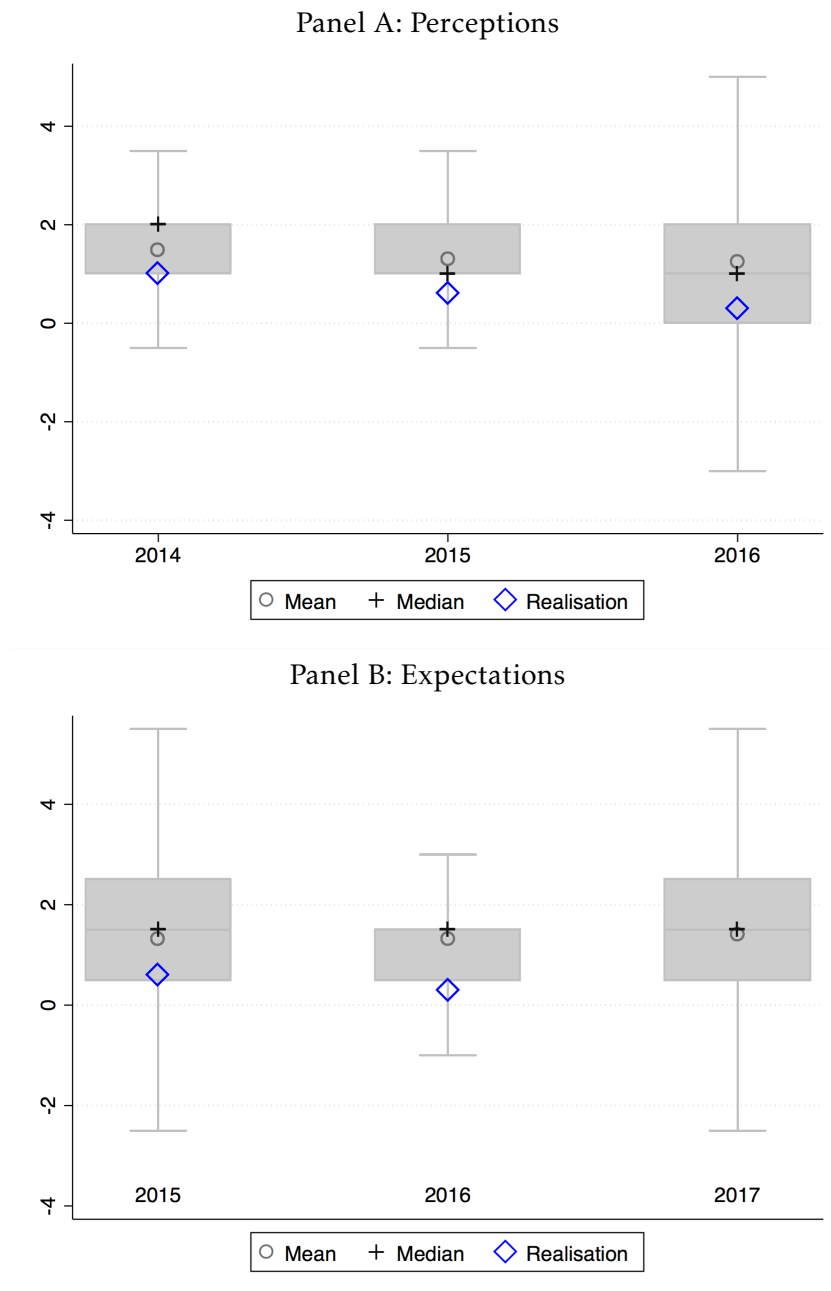 Panel A: Perceptions
4
2
0
-2
-4
2014 2015 2016
Mean Median Realisation
Panel B: Expectations
4
2
0
-2
-4
2015 2016 2017
Mean Median Realisation